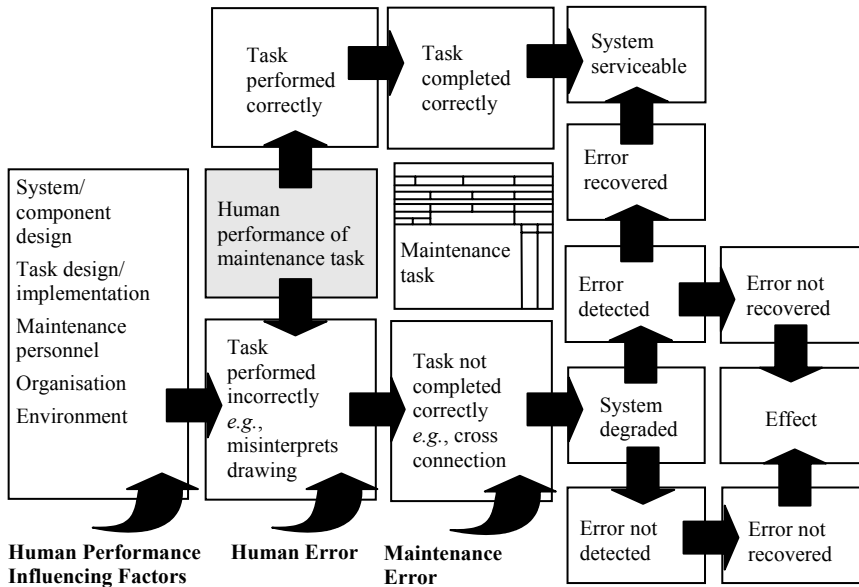 Task
performed
correctly
Task
completed
correctly
System
serviceable
Error
recovered
System/
component
design
Task design/
implementation
Maintenance
personnel
Organisation
Environment
Human
performance of
maintenance task
Maintenance
task
Error
detected
Error not
recovered
Task
performed
incorrectly
e.g.,
misinterprets
drawing
Task not
completed
correctly
e.g., cross
connection
System
degraded
Effect
Error not
detected
Error not
recovered
Human Performance
Influencing Factors
Human Error
Maintenance
Error